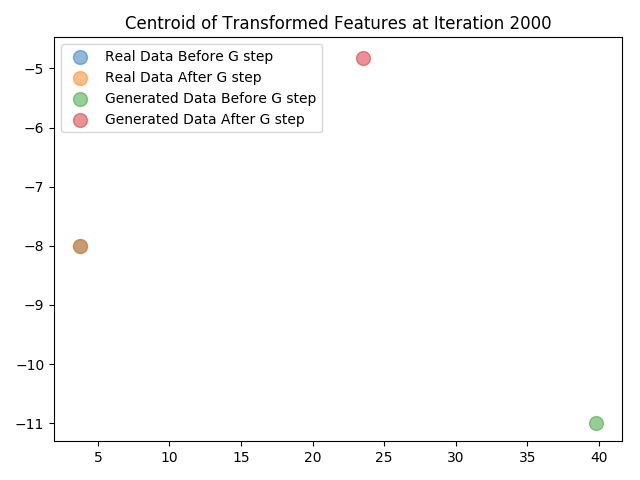 Centroid of Transformed Features at Iteration 2000
Real Data Before G step
Real Data After G step
Generated Data Before G step
Generated Data After G step
−5
−6
−7
−8
−9
−10
−11
5 10 15 20 25 30 35 40